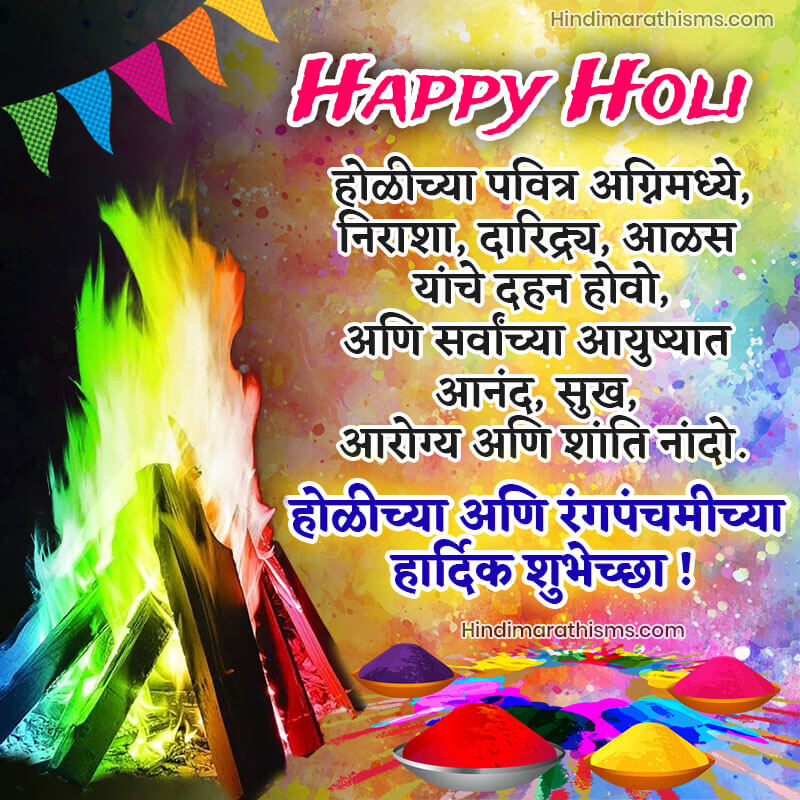 Hindimarathisms.com
HAPPY HOLI
होळीच्या पवित्र अग्निमध्ये,
निराशा, दारिद्र्य, आळस
यांचे दहन होवो,
अणि सर्वांच्या आयुष्यात
आनंद, सुख,
आरोग्य अणि शांति नांदो.
होळीच्या अणि रंगपंचमीच्या
हार्दिक शुभेच्छा !
Hindimarathisms.com